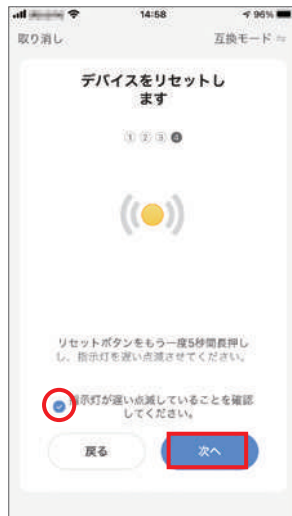 14:58
96%
取り消し
互換モード
デバイスをリセットし
ます
① ② ③ ④
リセットボタンをもう一度5秒間長押し
し、指示灯を遅い点滅させてください。
指示灯が遅い点滅していることを確認
してください。
戻る
次へ